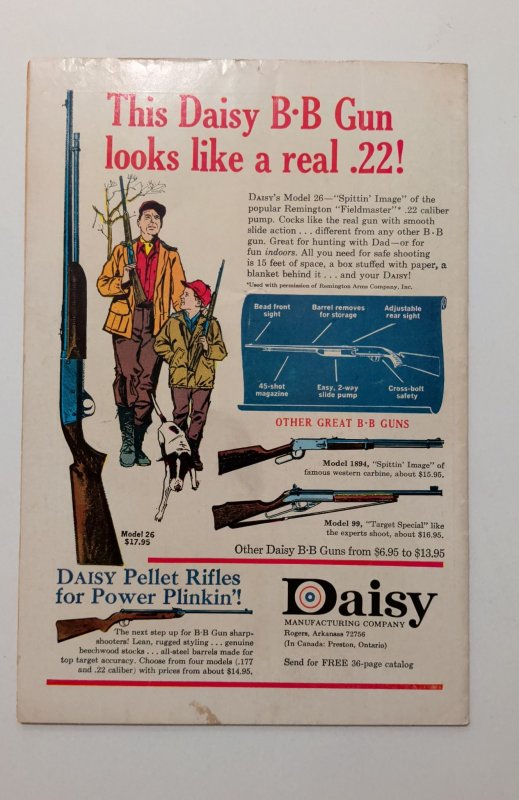 This Daisy B·B Gun
looks like a real .22!
DAISY'S Model 26—"Spittin' Image" of the
popular Remington "Fieldmaster"* .22 caliber
pump. Cocks like the real gun with smooth
slide action . . . different from any other B·B
gun. Great for hunting with Dad—or for
fun indoors. All you need for safe shooting
is 15 feet of space, a box stuffed with paper, a
blanket behind it . . . and your DAISY!
*Used with permission of Remington Arms Company, Inc.
Bead front
sight
Barrel removes
for storage
Adjustable
rear sight
45-shot
magazine
Easy, 2-way
slide pump
Cross-bolt
safety
OTHER GREAT B·B GUNS
Model 1894, "Spittin' Image" of
famous western carbine, about $15.95.
Model 99, "Target Special" like
the experts shoot, about $16.95.
Model 26
$17.95
Other Daisy B·B Guns from $6.95 to $13.95
DAISY Pellet Rifles
for Power Plinkin'!
The next step up for B·B Gun sharp-
shooters! Lean, rugged styling . . . genuine
beechwood stocks . . . all-steel barrels made for
top target accuracy. Choose from four models (.177
and .22 caliber) with prices from about $14.95.
Daisy
MANUFACTURING COMPANY
Rogers, Arkansas 72756
(In Canada: Preston, Ontario)
Send for FREE 36-page catalog